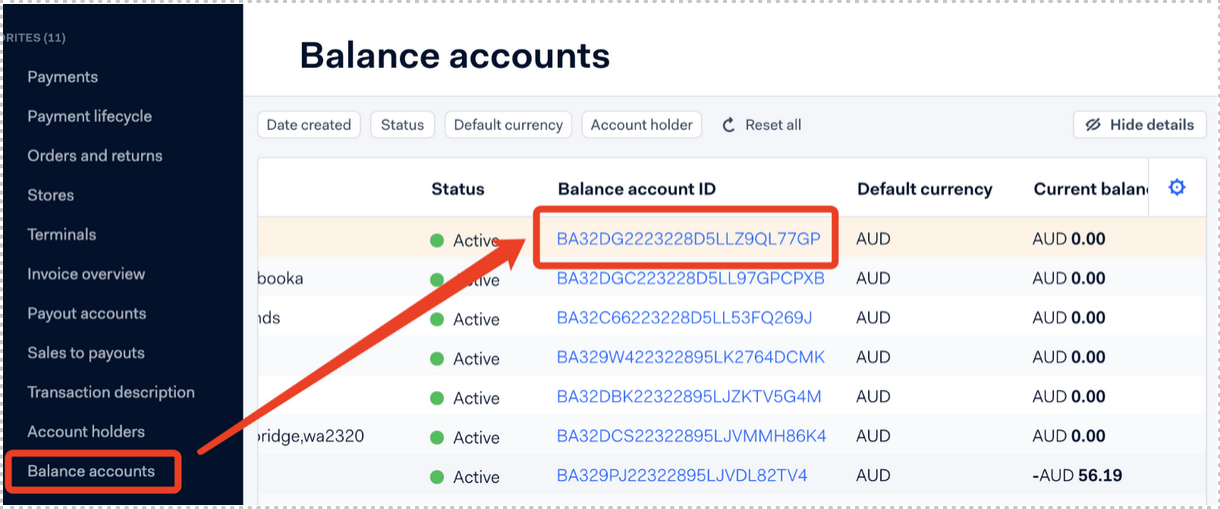 RITES (11)
Payments
Payment lifecycle
Orders and returns
Stores
Terminals
Invoice overview
Payout accounts
Sales to payouts
Transaction description
Account holders
Balance accounts
Balance accounts
Date created Status Default currency Account holder Reset all Hide details
Status Balance account ID Default currency Current balan
Active BA32DG2223228D5LLZ9QL77GP AUD AUD 0.00
booka Active BA32DGC223228D5LL97GPCPXB AUD AUD 0.00
nds Active BA32C66223228D5LL53FQ269J AUD AUD 0.00
Active BA329W422322895LK2764DCMK AUD AUD 0.00
Active BA32DBK22322895LJZKTV5G4M AUD AUD 0.00
bridge,wa2320 Active BA32DCS22322895LJVMMH86K4 AUD AUD 0.00
Active BA329PJ22322895LJVDL82TV4 AUD -AUD 56.19